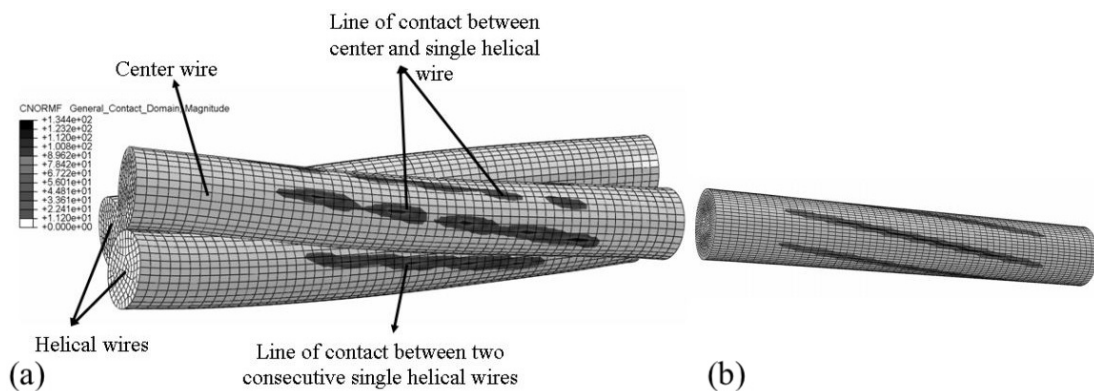 Line of contact between
center and single helical
wire
Center wire
CNORMF General_Contact_Domain_Magnitude
+1.344e+02
+1.232e+02
+1.120e+02
+1.008e+02
+8.962e+01
+7.842e+01
+6.722e+01
+5.601e+01
+4.481e+01
+3.361e+01
+2.241e+01
+1.120e+01
+0.000e+00
Helical wires
Line of contact between two
consecutive single helical wires
(a)
(b)